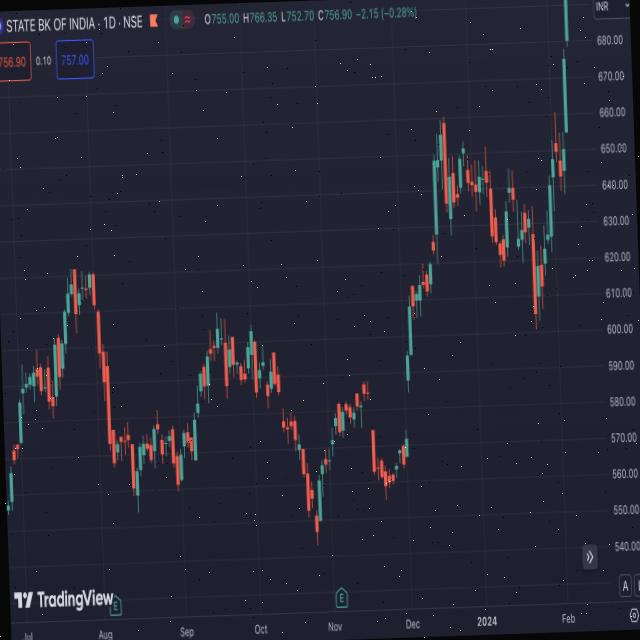 STATE BK OF INDIA · 1D · NSE O755.00 H766.35 L752.70 C756.90 −2.15 (−0.28%)
INR
756.90 0.10 757.00
680.00
670.00
660.00
650.00
640.00
630.00
620.00
610.00
600.00
590.00
580.00
570.00
560.00
550.00
540.00
TradingView
E
E
A
Jul Aug Sep Oct Nov Dec 2024 Feb